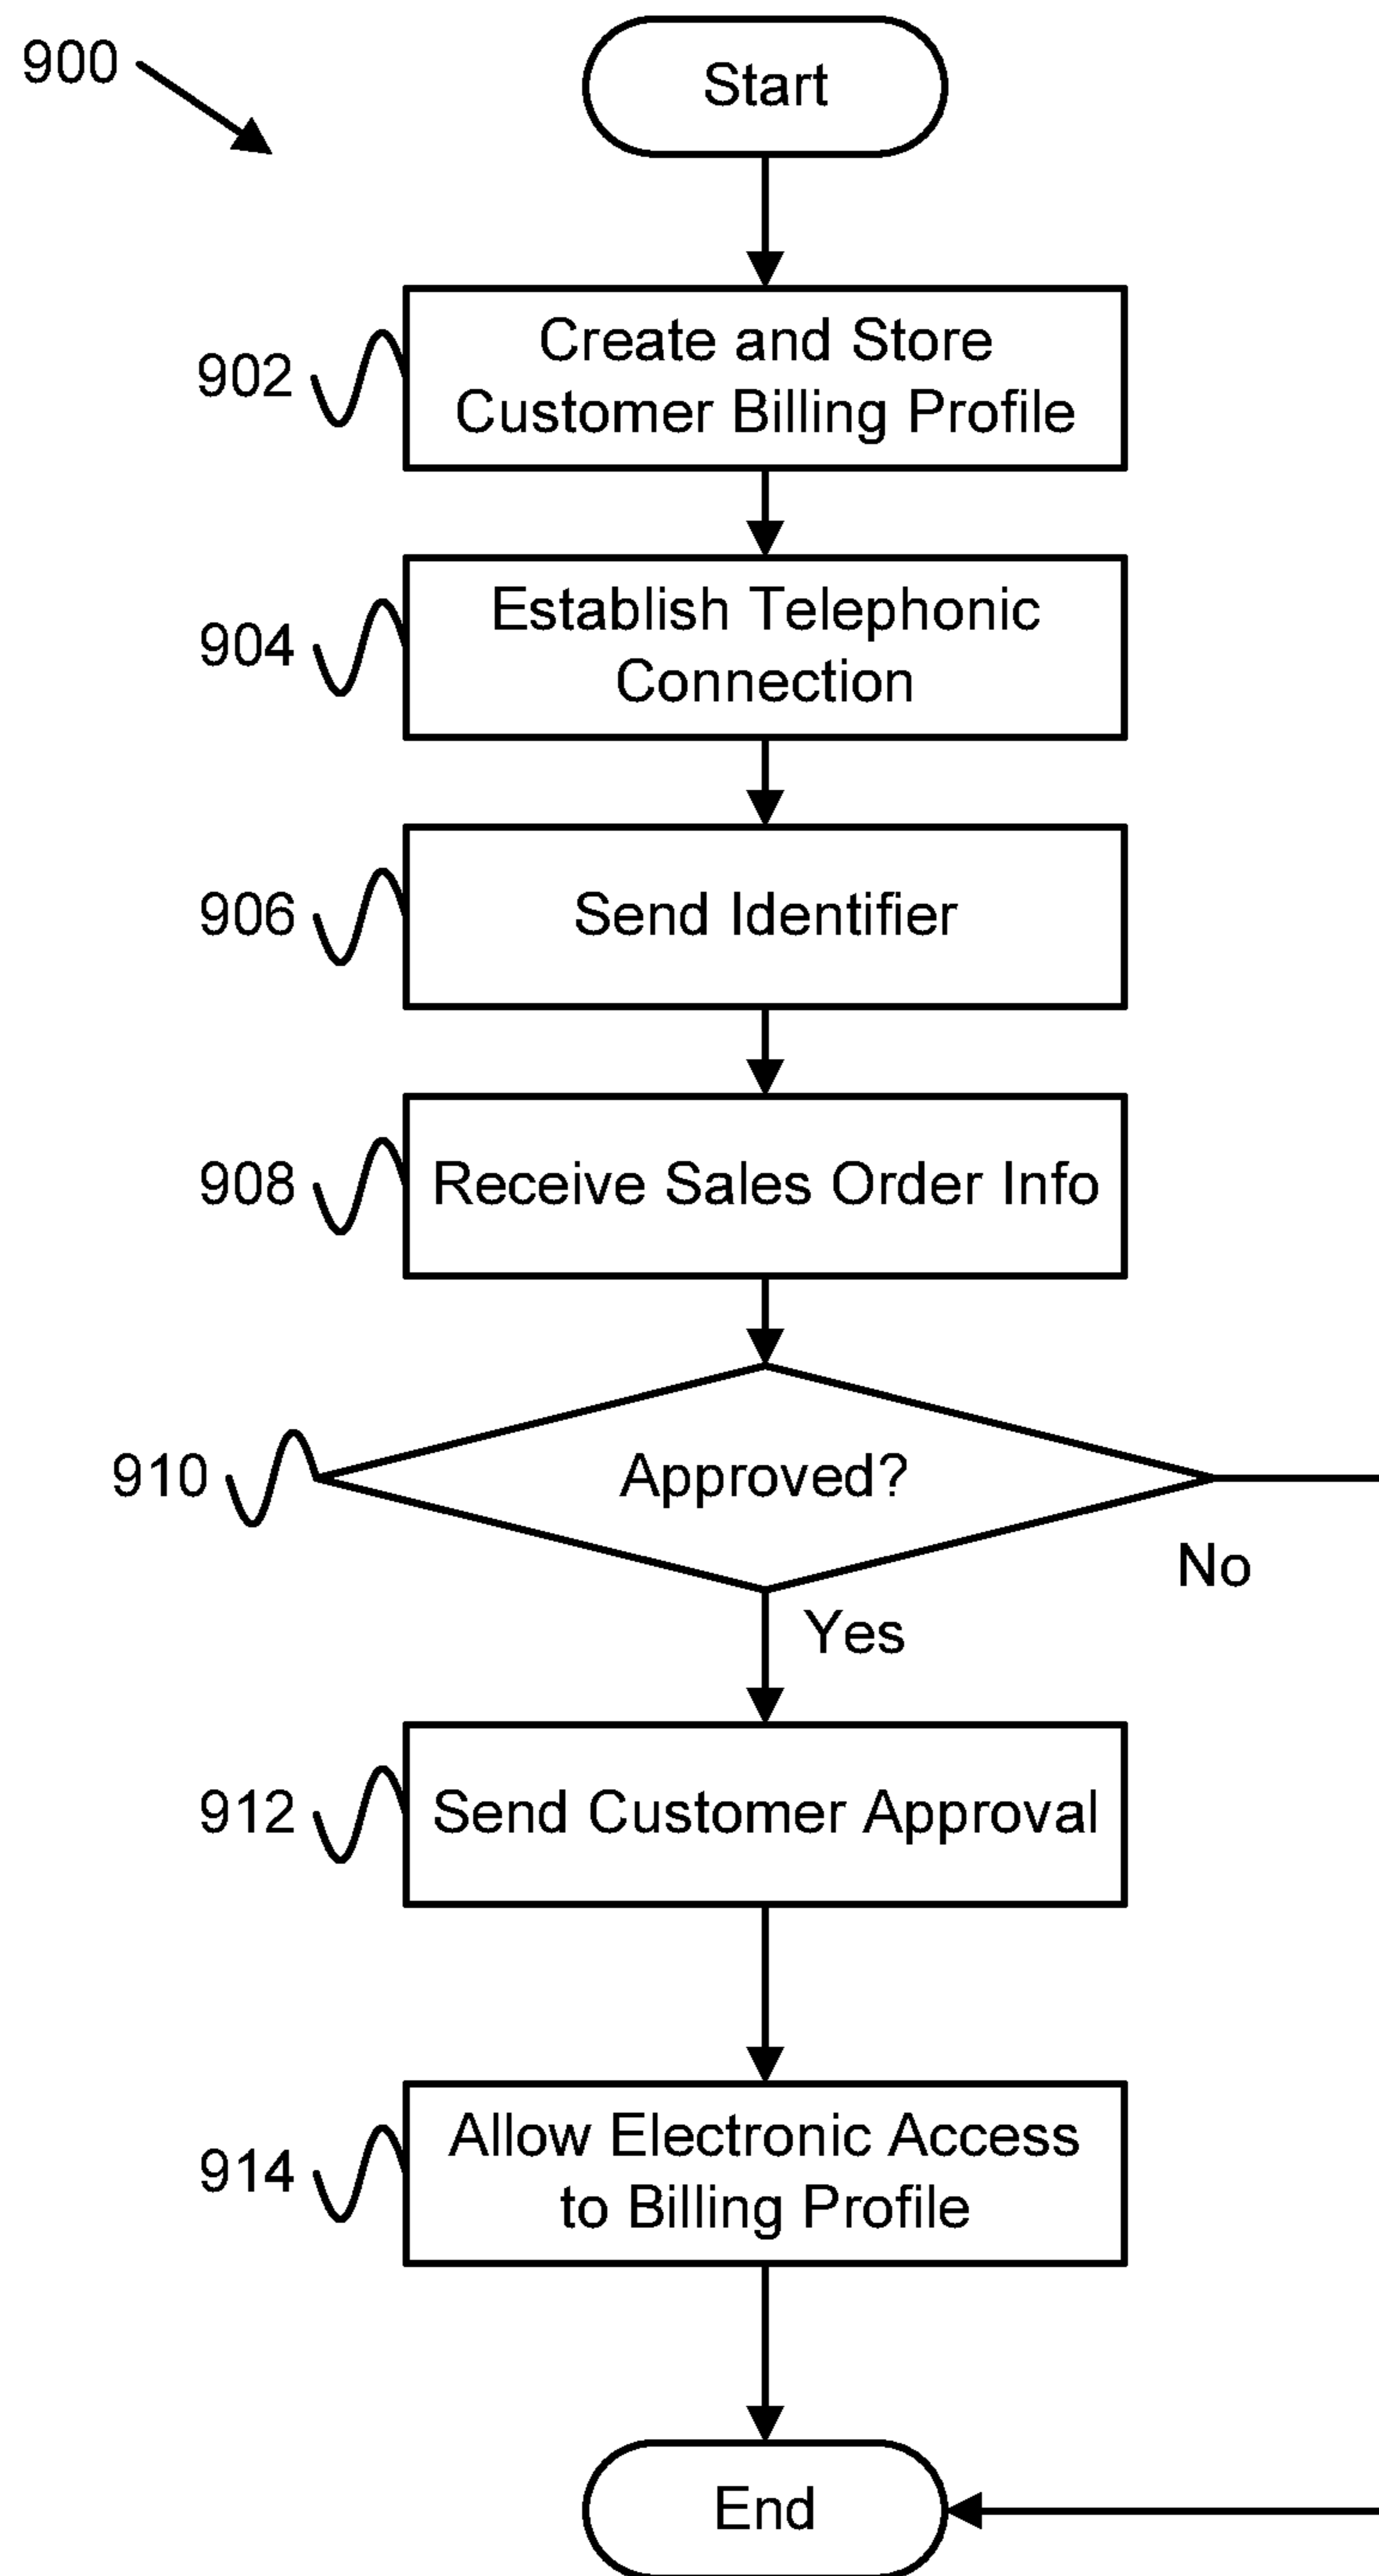 900
Start
902
Create and Store
Customer Billing Profile
904
Establish Telephonic
Connection
906
Send Identifier
908
Receive Sales Order Info
910
Approved?
No
Yes
912
Send Customer Approval
914
Allow Electronic Access
to Billing Profile
End